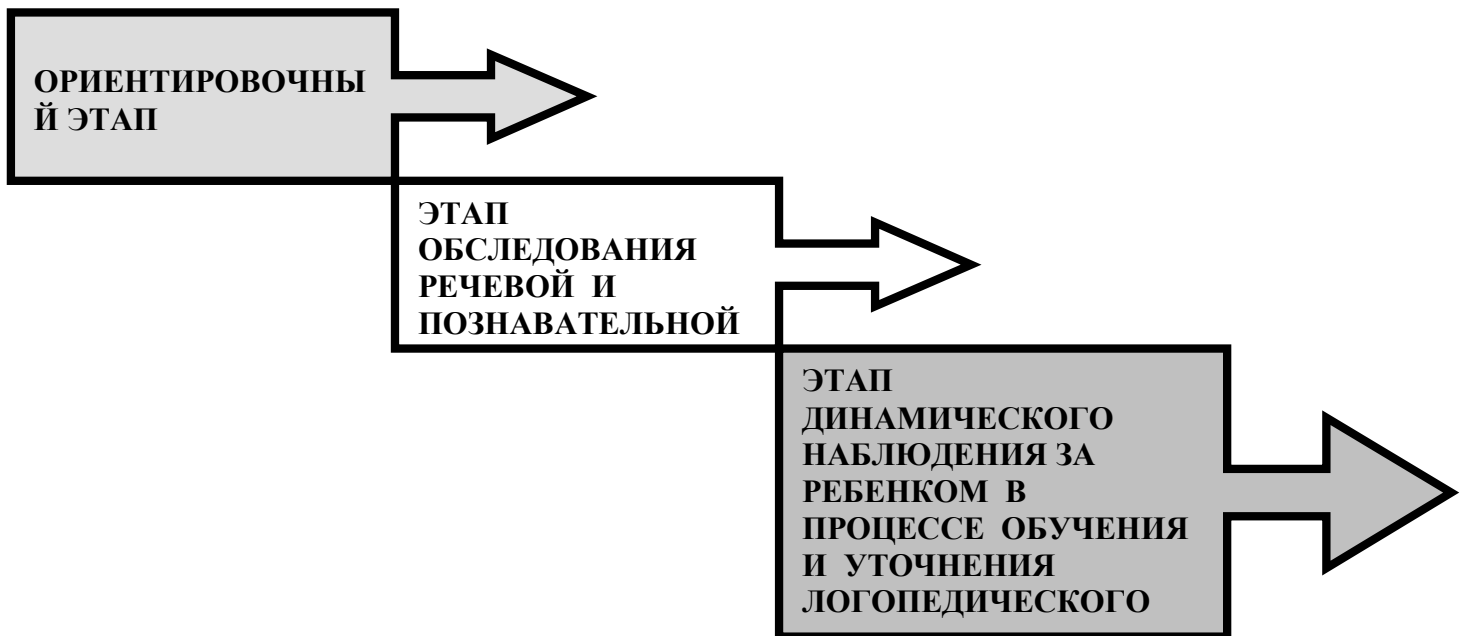 ОРИЕНТИРОВОЧНЫ
Й ЭТАП
ЭТАП
ОБСЛЕДОВАНИЯ
РЕЧЕВОЙ И
ПОЗНАВАТЕЛЬНОЙ
ЭТАП
ДИНАМИЧЕСКОГО
НАБЛЮДЕНИЯ ЗА
РЕБЕНКОМ В
ПРОЦЕССЕ ОБУЧЕНИЯ
И УТОЧНЕНИЯ
ЛОГОПЕДИЧЕСКОГО